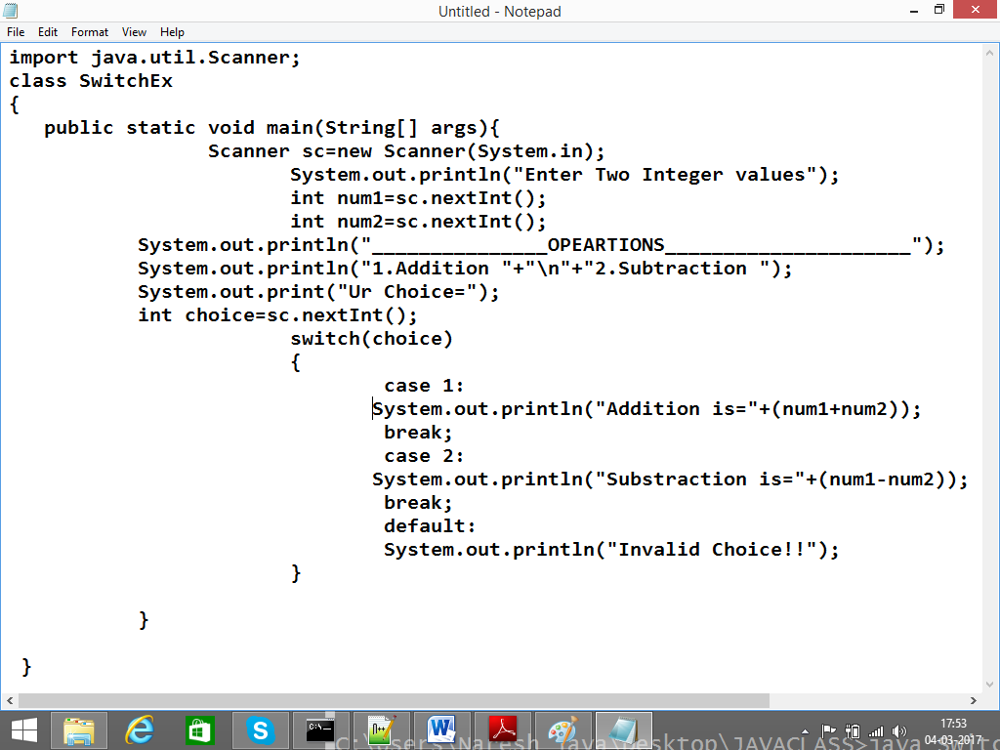 Untitled - Notepad
File Edit Format View Help
import java.util.Scanner;
class SwitchEx
{
public static void main(String[] args){
Scanner sc=new Scanner(System.in);
System.out.println("Enter Two Integer values");
int num1=sc.nextInt();
int num2=sc.nextInt();
System.out.println("_______________OPEARTIONS_____________________");
System.out.println("1.Addition "+"\n"+"2.Subtraction ");
System.out.print("Ur Choice=");
int choice=sc.nextInt();
switch(choice)
{
case 1:
System.out.println("Addition is="+(num1+num2));
break;
case 2:
System.out.println("Substraction is="+(num1-num2));
break;
default:
System.out.println("Invalid Choice!!");
}
}
}
17:53
04-03-2017
C:\Users\Naresh Java\Desktop\JAVACLASS>java Switc